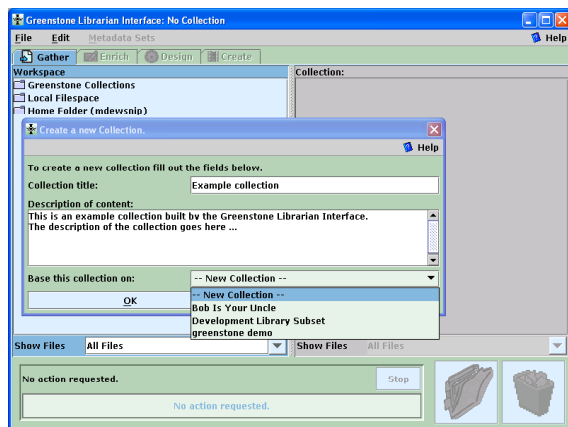 Greenstone Librarian Interface: No Collection
File Edit Metadata Sets Help
Gather Enrich Design Create
Workspace Collection:
Greenstone Collections
Local Filespace
Home Folder (mdewsnip)
Create a new Collection.
Help
To create a new collection fill out the fields below.
Collection title: Example collection
Description of content:
This is an example collection built by the Greenstone Librarian Interface.
The description of the collection goes here ...
Base this collection on: -- New Collection --
-- New Collection --
OK
Bob Is Your Uncle
Development Library Subset
greenstone demo
Show Files All Files Show Files All Files
No action requested. Stop
No action requested.